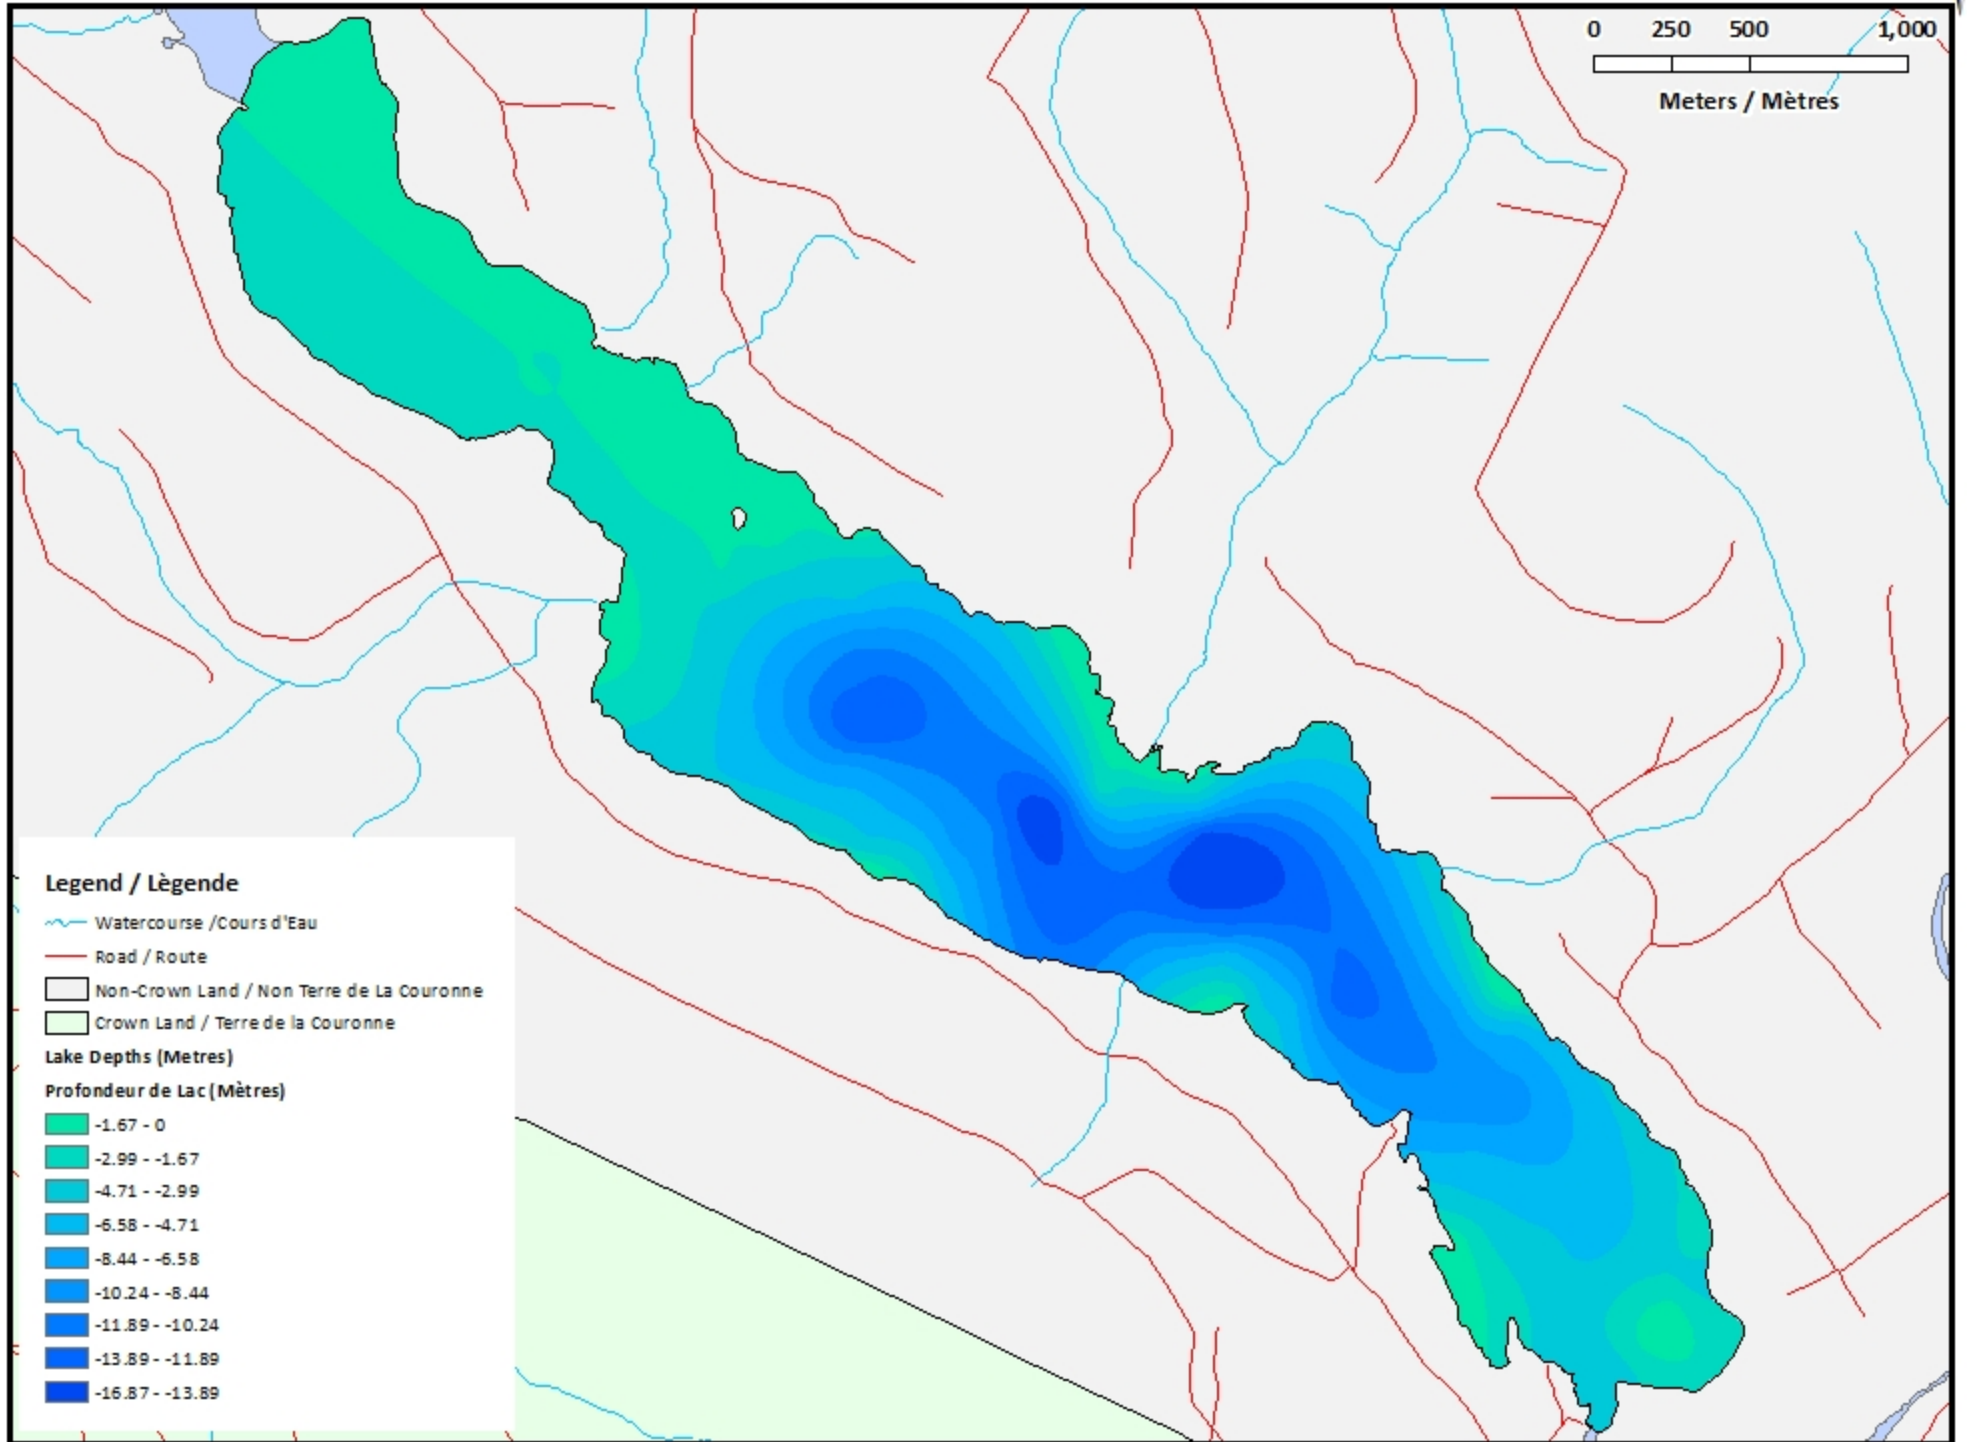 0 250 500 1,000
Meters / Mètres
Legend / Lègende
Watercourse /Cours d'Eau
Road / Route
Non-Crown Land / Non Terre de La Couronne
Crown Land / Terre de la Couronne
Lake Depths (Metres)
Profondeur de Lac (Mètres)
-1.67 - 0
-2.99 - -1.67
-4.71 - -2.99
-6.58 - -4.71
-8.44 - -6.58
-10.24 - -8.44
-11.89 - -10.24
-13.89 - -11.89
-16.87 - -13.89